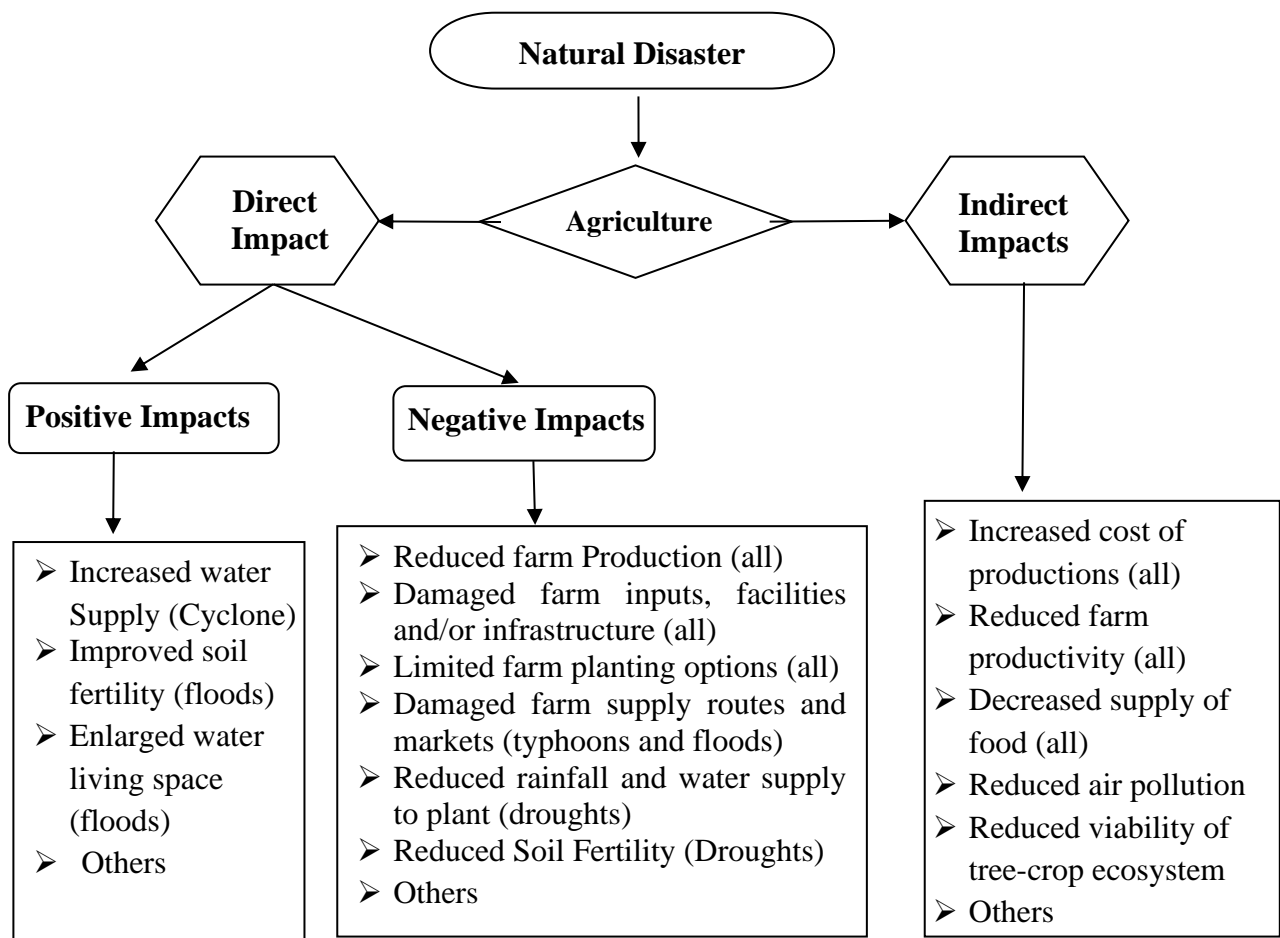 Natural Disaster
Direct
Impact
Agriculture
Indirect
Impacts
Positive Impacts
Negative Impacts
➢ Increased water
Supply (Cyclone)
➢ Improved soil
fertility (floods)
➢ Enlarged water
living space
(floods)
➢ Others
➢ Reduced farm Production (all)
➢ Damaged farm inputs, facilities
and/or infrastructure (all)
➢ Limited farm planting options (all)
➢ Damaged farm supply routes and
markets (typhoons and floods)
➢ Reduced rainfall and water supply
to plant (droughts)
➢ Reduced Soil Fertility (Droughts)
➢ Others
➢ Increased cost of
productions (all)
➢ Reduced farm
productivity (all)
➢ Decreased supply of
food (all)
➢ Reduced air pollution
➢ Reduced viability of
tree-crop ecosystem
➢ Others